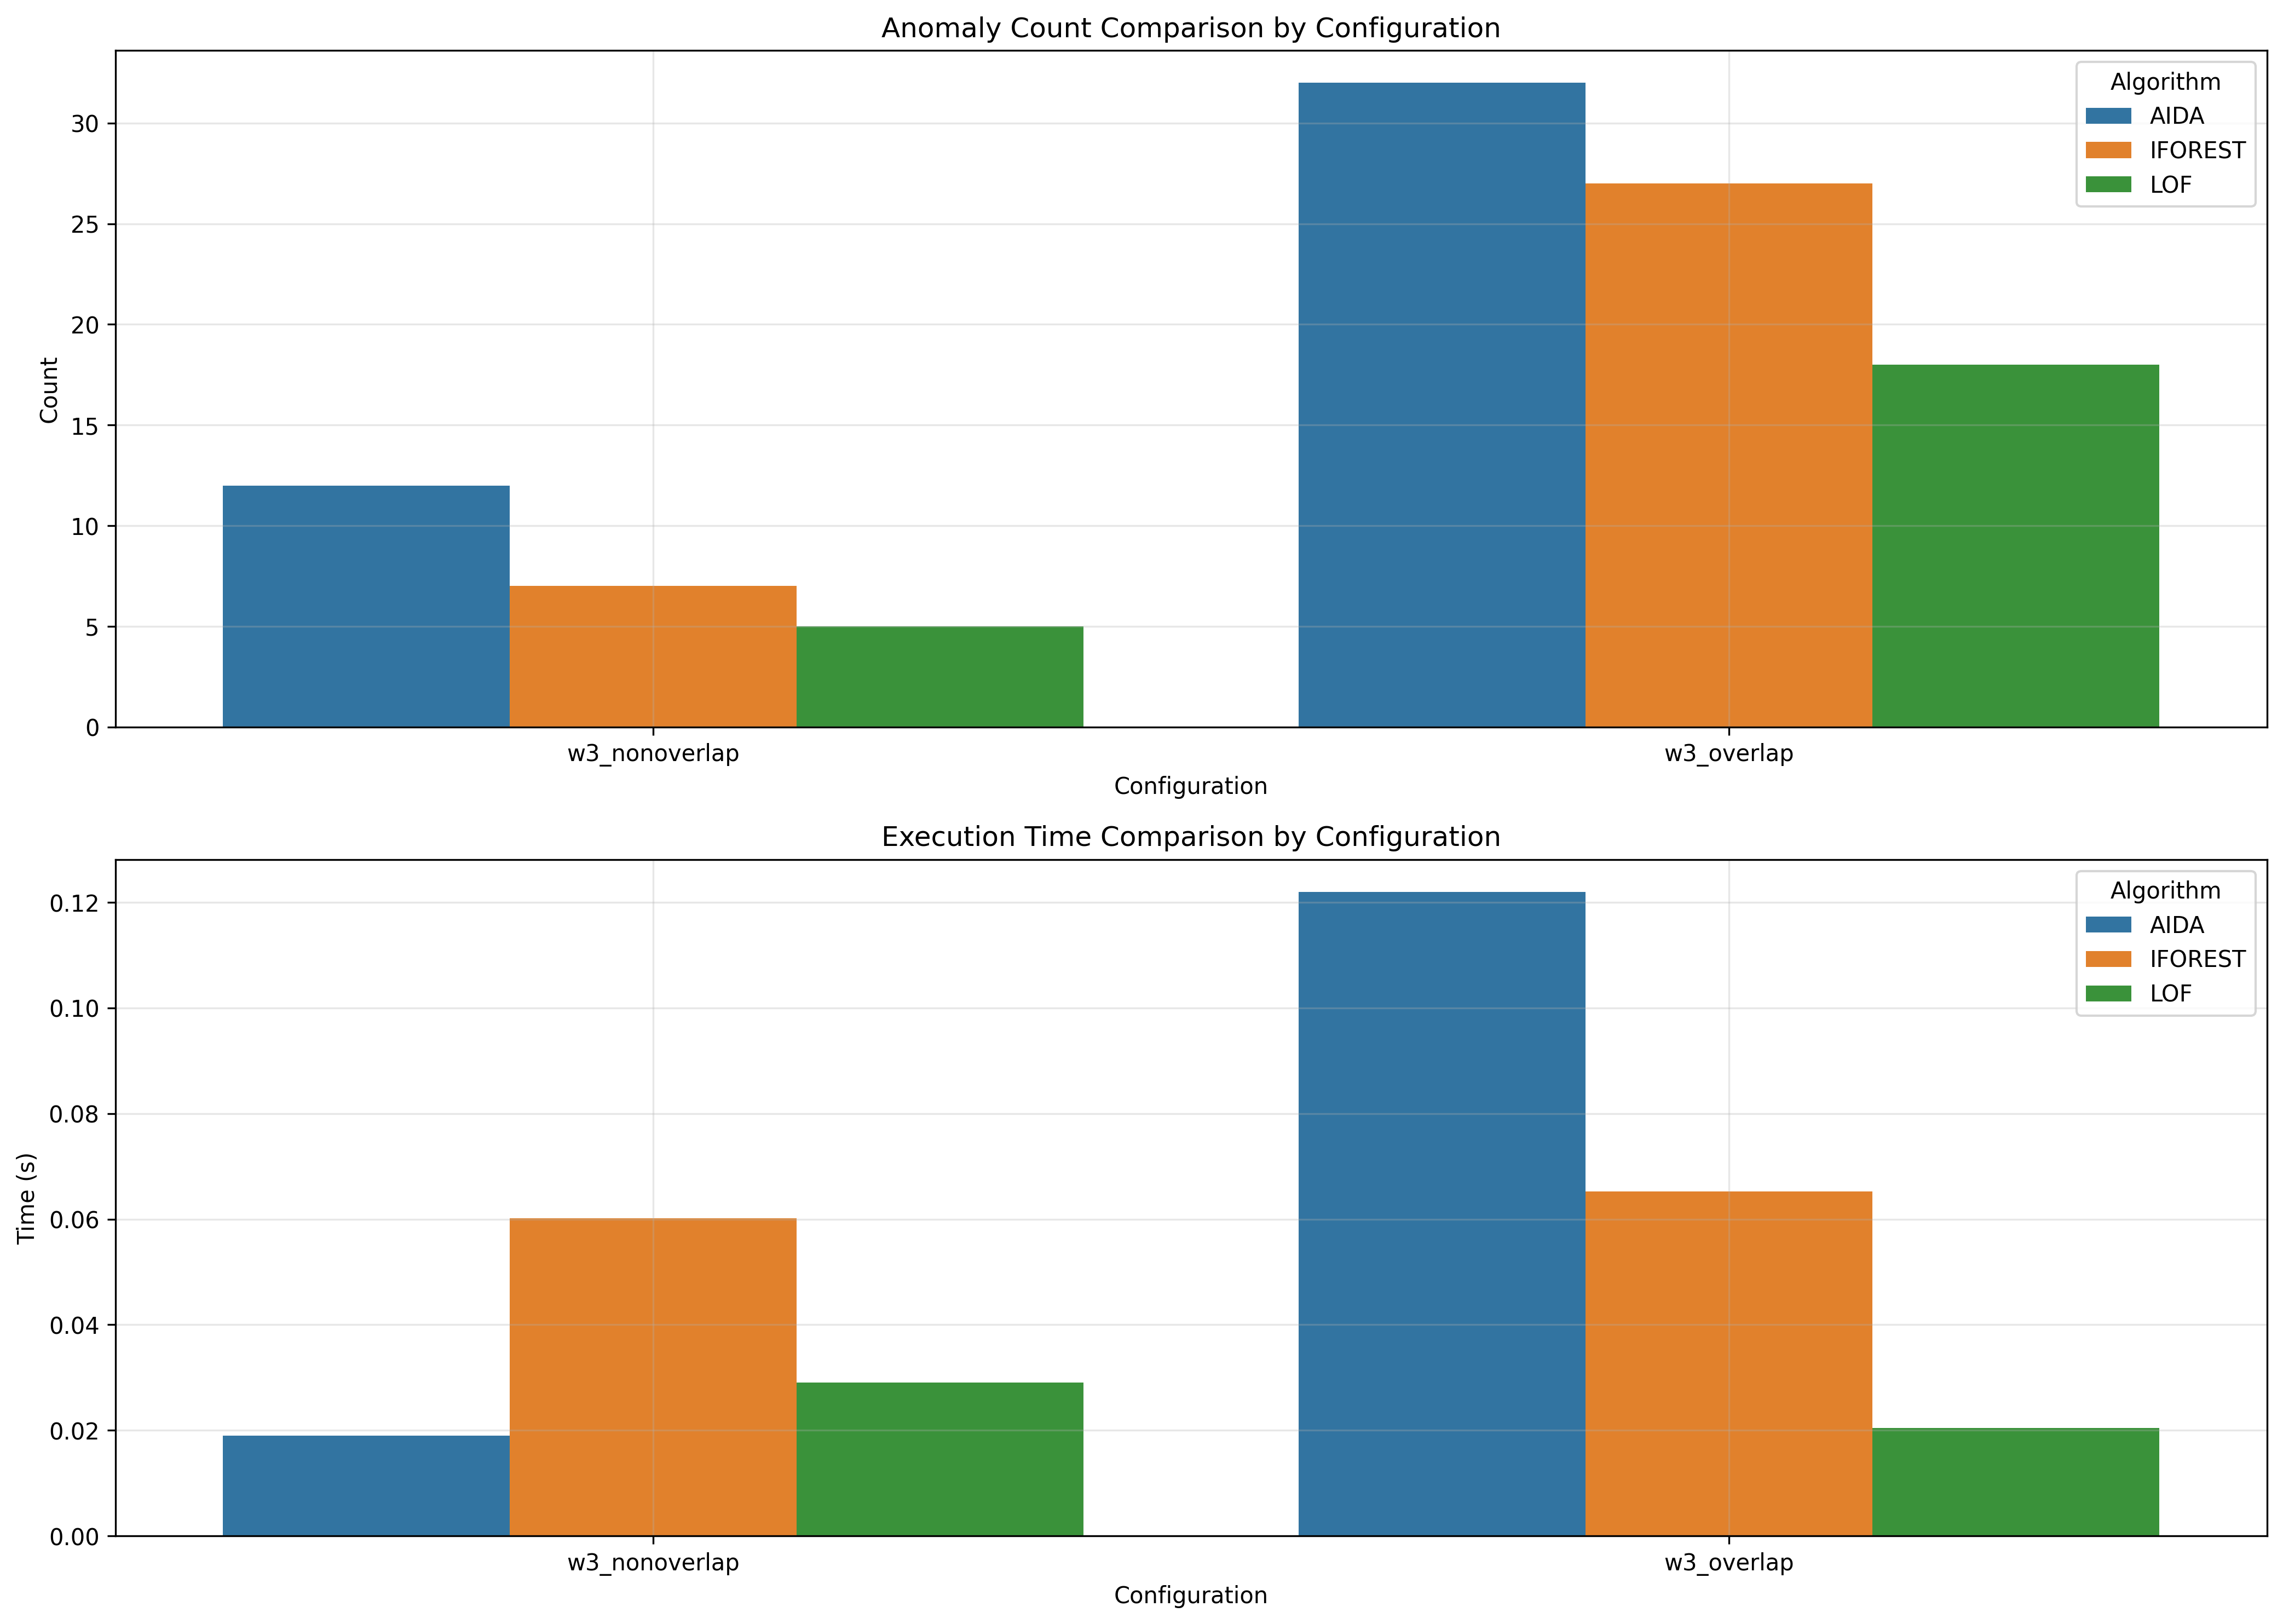 Anomaly Count Comparison by Configuration
Algorithm
AIDA
IFOREST
LOF
Count
30
25
20
15
10
5
0
w3_nonoverlap
w3_overlap
Configuration
Execution Time Comparison by Configuration
Algorithm
AIDA
IFOREST
LOF
Time (s)
0.12
0.10
0.08
0.06
0.04
0.02
0.00
w3_nonoverlap
w3_overlap
Configuration